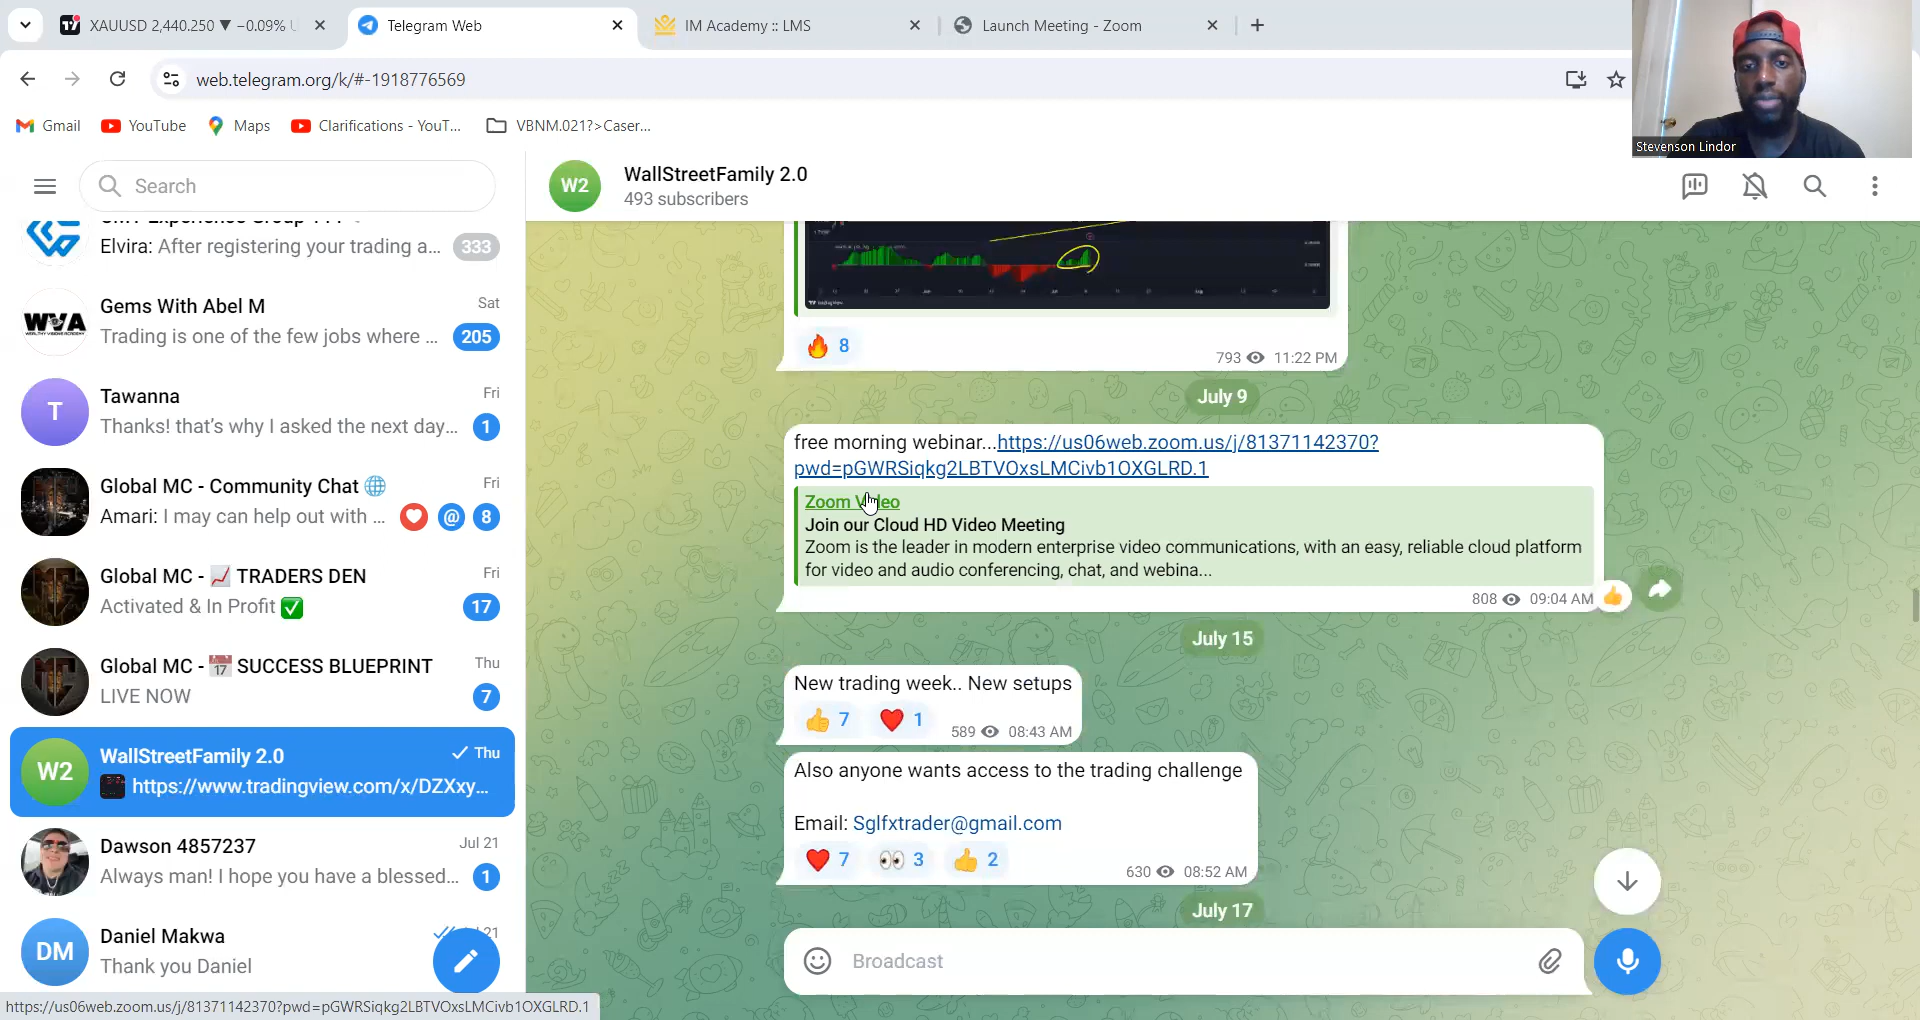 XAUUSD 2,440.250 ▼ −0.09% U
Telegram Web
IM Academy :: LMS
Launch Meeting - Zoom
web.telegram.org/k/#-1918776569
Gmail
YouTube
Maps
Clarifications - YouT...
VBNM.021?>Caser...
Stevenson Lindor
Search
W2
WallStreetFamily 2.0
493 subscribers
Elvira: After registering your trading a...
333
Gems With Abel M
Sat
WVA
Trading is one of the few jobs where ...
205
Tawanna
Fri
T
Thanks! that's why I asked the next day...
1
Global MC - Community Chat 🌐
Fri
Amari: I may can help out with ...
@
8
Global MC - 📈 TRADERS DEN
Fri
Activated & In Profit ✅
17
Global MC - 📅 SUCCESS BLUEPRINT
Thu
LIVE NOW
7
W2
WallStreetFamily 2.0
Thu
https://www.tradingview.com/x/DZXxy...
Dawson 4857237
Jul 21
Always man! I hope you have a blessed...
1
DM
Daniel Makwa
21
Thank you Daniel
🔥 8
793 11:22 PM
July 9
free morning webinar...https://us06web.zoom.us/j/81371142370?
pwd=pGWRSiqkg2LBTVOxsLMCivb1OXGLRD.1
Zoom Video
Join our Cloud HD Video Meeting
Zoom is the leader in modern enterprise video communications, with an easy, reliable cloud platform
for video and audio conferencing, chat, and webina...
808 09:04 AM
July 15
New trading week.. New setups
👍 7 ❤️ 1
589 08:43 AM
Also anyone wants access to the trading challenge
Email: Sglfxtrader@gmail.com
❤️ 7 👀 3 👍 2
630 08:52 AM
July 17
Broadcast
https://us06web.zoom.us/j/81371142370?pwd=pGWRSiqkg2LBTVOxsLMCivb1OXGLRD.1